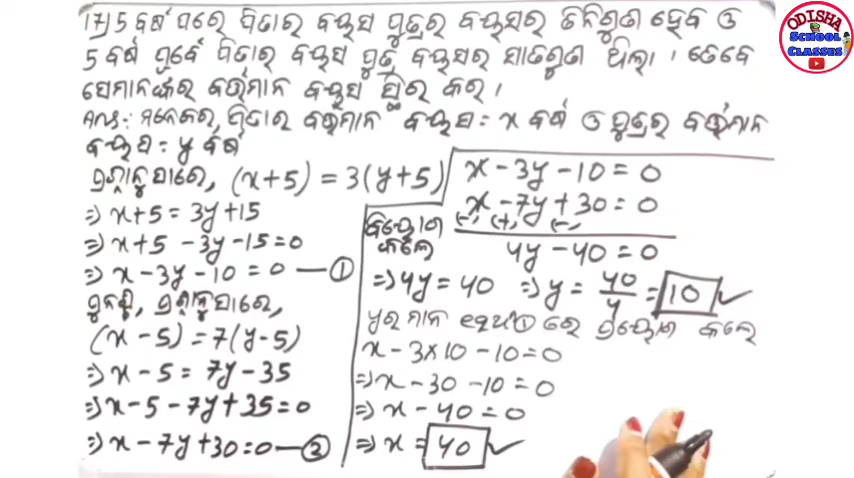 17) 5 ବର୍ଷ ପରେ ପିତାର ବୟସ ପୁତ୍ରର ବୟସର ତିନିଗୁଣ ହେବ ଓ
5 ବର୍ଷ ପୂର୍ବେ ପିତାର ବୟସ ପୁତ୍ର ବୟସର ସାତଗୁଣ ଥିଲା । ତେବେ
ସେମାନଙ୍କର ବର୍ତ୍ତମାନ ବୟସ ସ୍ଥିର କର ।
Ans: ମନେକର, ପିତାର ବର୍ତ୍ତମାନ ବୟସ = x ବର୍ଷ ଓ ପୁତ୍ରର ବର୍ତ୍ତମାନ
ବୟସ = y ବର୍ଷ
ପ୍ରଶ୍ନାନୁସାରେ, (x+5) = 3(y+5)
⇒ x+5 = 3y+15
⇒ x+5 -3y-15=0
⇒ x-3y-10 = 0 — ①
ପୁନଶ୍ଚ, ପ୍ରଶ୍ନାନୁସାରେ,
(x-5) = 7(y-5)
⇒ x-5 = 7y-35
⇒ x-5-7y+35=0
⇒ x-7y+30=0 — ②
x-3y-10=0
x-7y+30=0
(-) (+) (-)
ବିୟୋଗ କଲେ
4y-40=0
⇒ 4y=40 ⇒ y= 40/4 = 10 ✓
y ର ମାନ ① ରେ ପ୍ରୟୋଗ କଲେ
x-3×10-10=0
⇒ x-30-10=0
⇒ x-40=0
⇒ x= 40 ✓
ODISHA
School
CLASSES